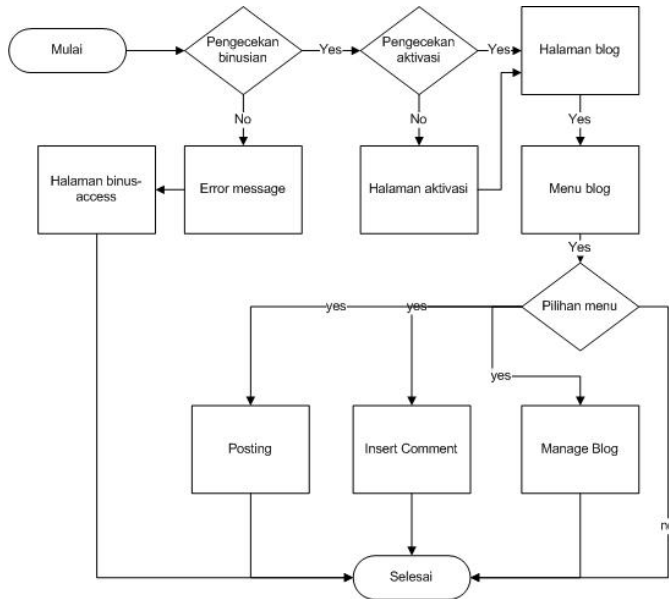 Mulai
Pengecekan
binusian
Yes
Pengecekan
aktivasi
Yes
Halaman blog
No
No
Yes
Halaman binus-
access
Error message
Halaman aktivasi
Menu blog
Yes
Pilihan menu
yes
yes
yes
Posting
Insert Comment
Manage Blog
Selesai